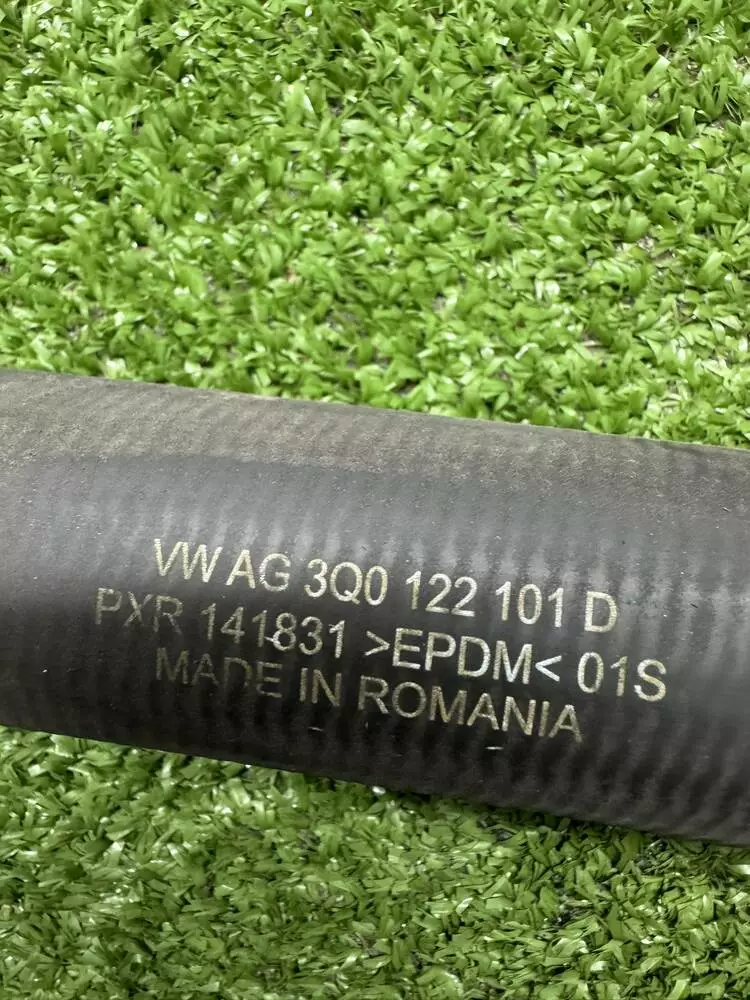 VW AG 3Q0 122 101 D
PXR 141831 >EPDM< 01S
MADE IN ROMANIA